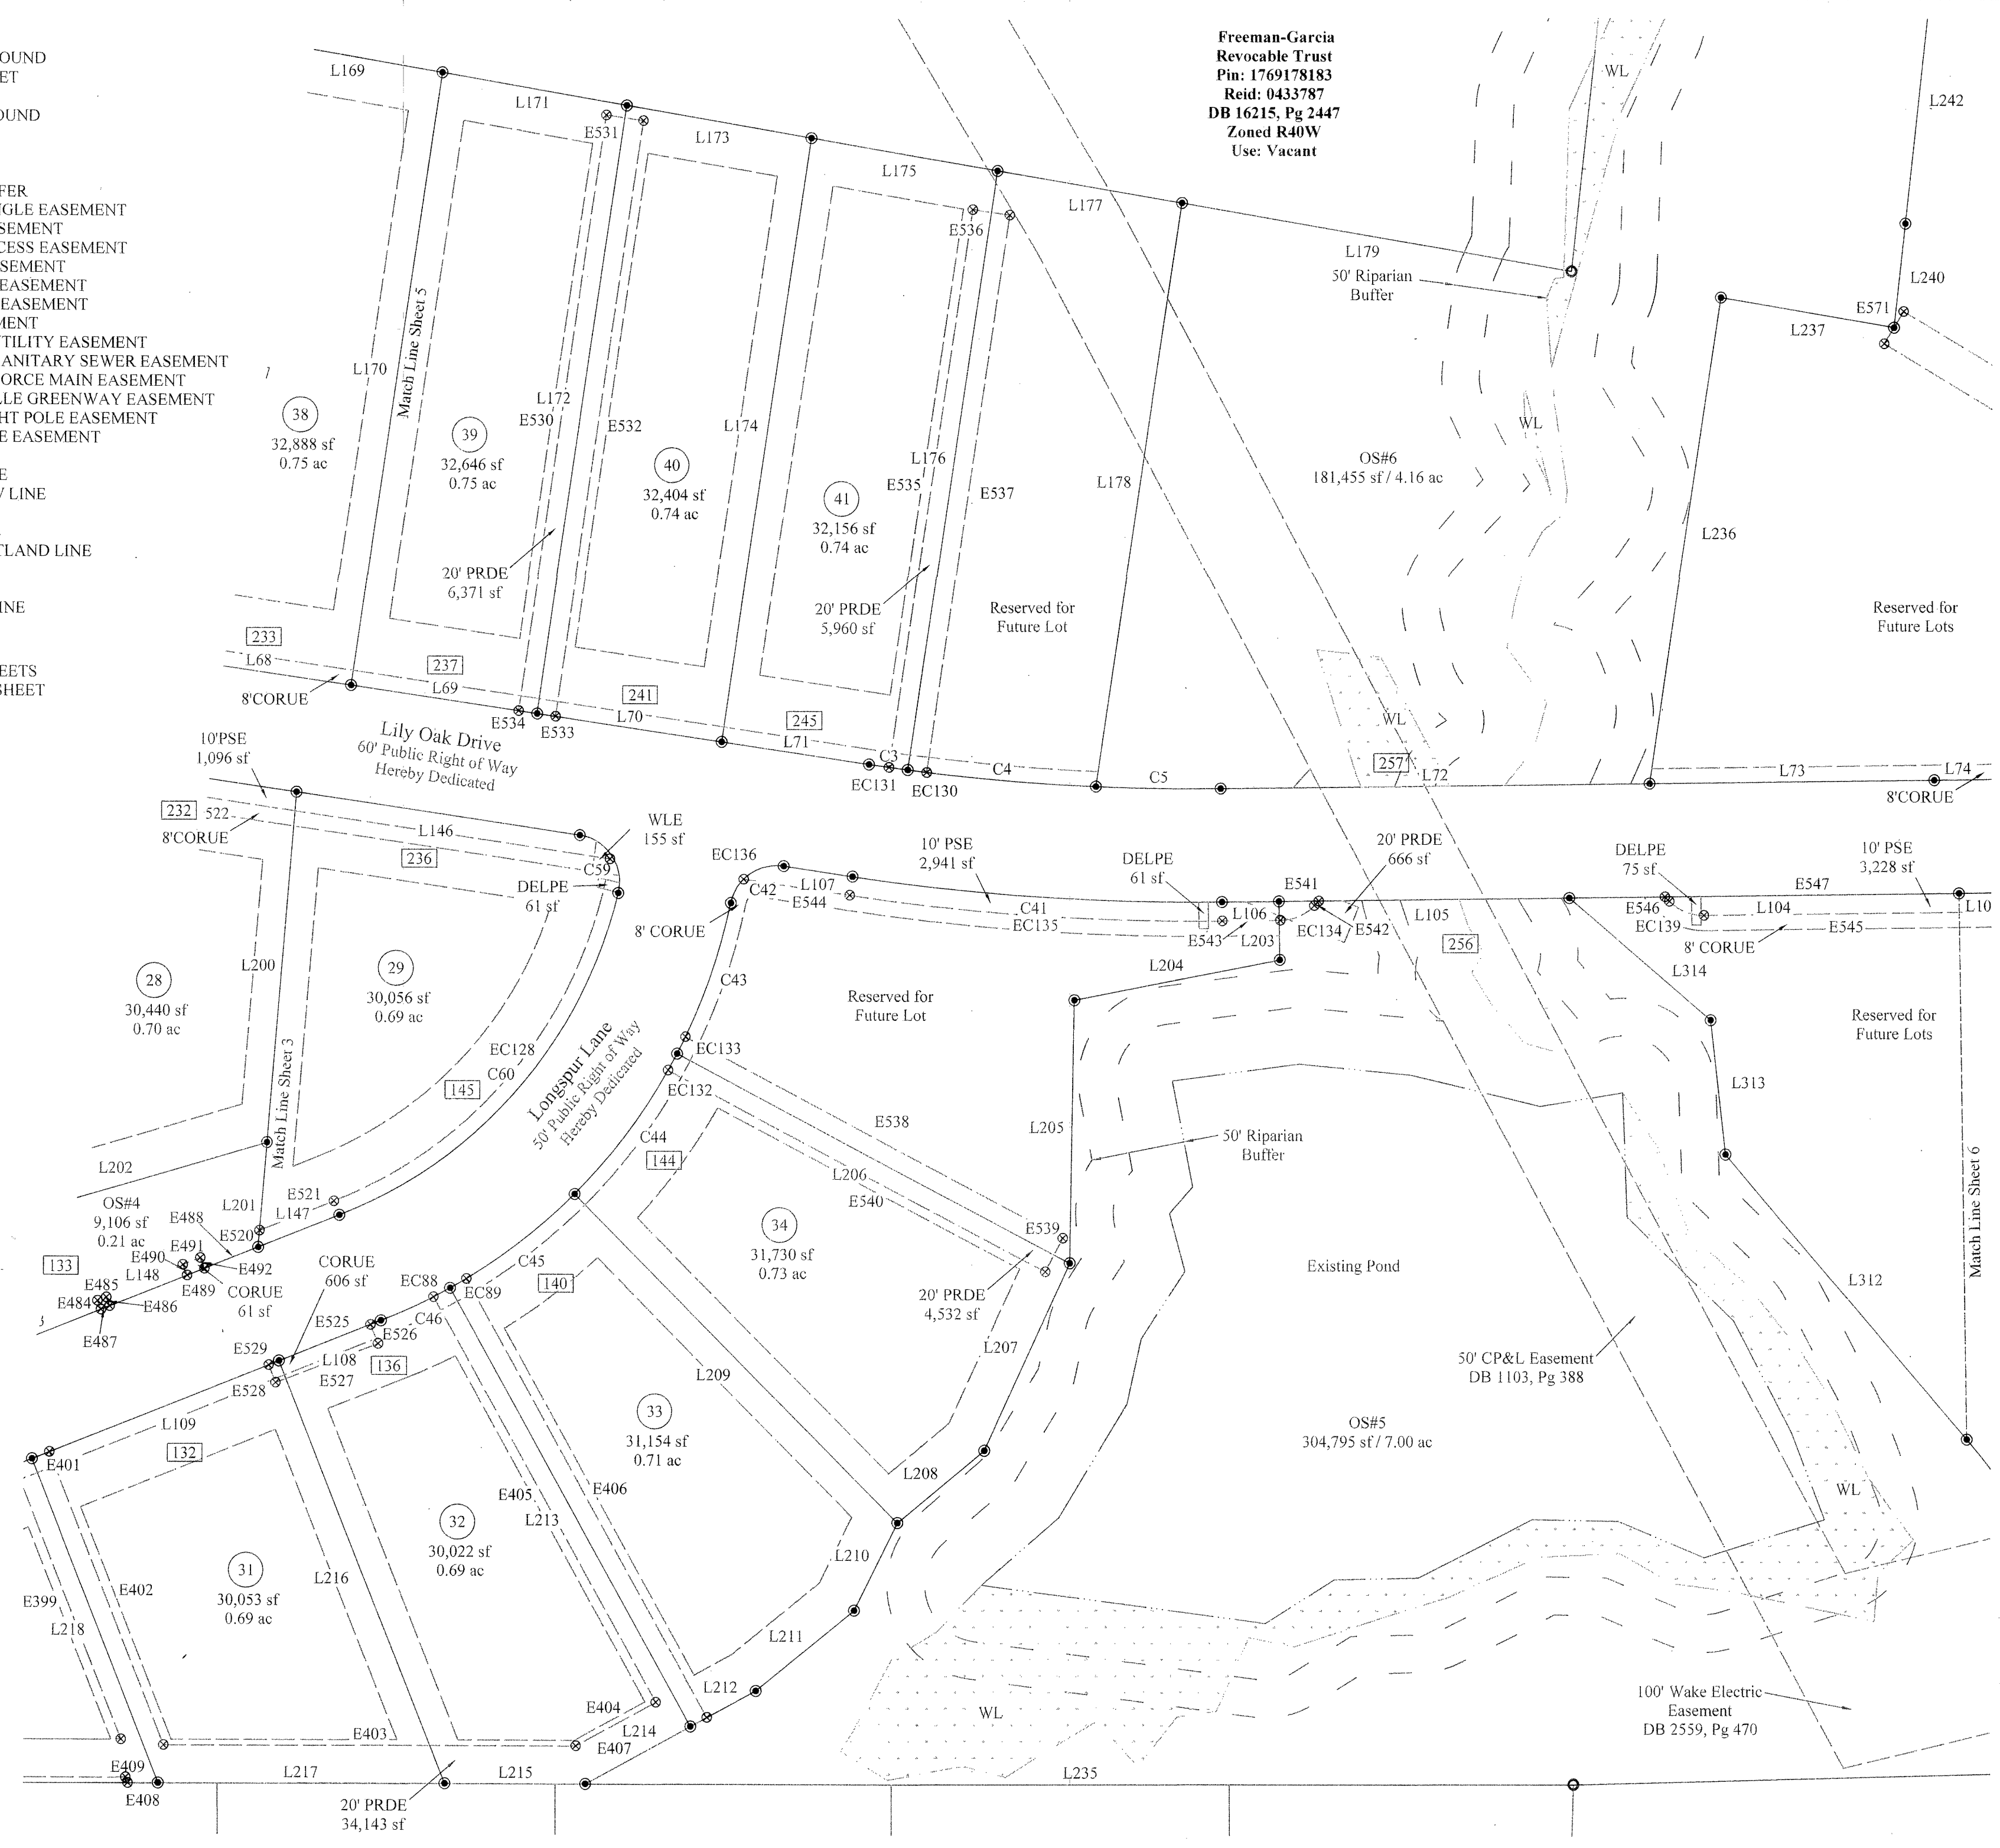 OUND
ET
OUND
FER
NGLE EASEMENT
SEMENT
CESS EASEMENT
SEMENT
EASEMENT
EASEMENT
MENT
UTILITY EASEMENT
SANITARY SEWER EASEMENT
FORCE MAIN EASEMENT
LLE GREENWAY EASEMENT
HT POLE EASEMENT
E EASEMENT
E
V LINE
TLAND LINE
INE
EETS
SHEET
Freeman-Garcia
Revocable Trust
Pin: 1769178183
Reid: 0433787
DB 16215, Pg 2447
Zoned R40W
Use: Vacant
L169
L171
E531
L173
L175
E536
L177
L179
50' Riparian
Buffer
WL
L242
L240
E571
L237
L170
Match Line Sheet 5
38
32,888 sf
0.75 ac
39
32,646 sf
0.75 ac
L172
E530
E532
40
32,404 sf
0.74 ac
L174
41
32,156 sf
0.74 ac
L176
E535
E537
L178
WL
OS#6
181,455 sf / 4.16 ac
L236
20' PRDE
6,371 sf
20' PRDE
5,960 sf
Reserved for
Future Lot
Reserved for
Future Lots
233
L68
8'CORUE
237
L69
E534
E533
241
L70
245
L71
C3
EC131
EC130
C4
C5
WL
257
L72
L73
L74
8'CORUE
Lily Oak Drive
60' Public Right of Way
Hereby Dedicated
10'PSE
1,096 sf
232
522
8'CORUE
L146
236
WLE
155 sf
C59
DELPE
61 sf
EC136
C42
8' CORUE
L107
E544
10' PSE
2,941 sf
C41
EC135
DELPE
61 sf
E543
L106
L203
E541
EC134
E542
20' PRDE
666 sf
L105
256
DELPE
75 sf
E546
EC139
E547
10' PSE
3,228 sf
L104
L10
E545
8' CORUE
L204
L314
L200
28
30,440 sf
0.70 ac
29
30,056 sf
0.69 ac
C43
Reserved for
Future Lot
Reserved for
Future Lots
EC128
C60
145
Longspur Lane
50' Public Right of Way
Hereby Dedicated
EC133
EC132
Match Line Sheet 3
L313
E538
L205
50' Riparian
Buffer
C44
144
L206
E540
L202
L201
E521
L147
E520
OS#4
9,106 sf
0.21 ac
E488
E491
E490
E492
L148
E489
133
E485
E484
E486
E487
3
CORUE
61 sf
CORUE
606 sf
34
31,730 sf
0.73 ac
E539
20' PRDE
4,532 sf
Existing Pond
Match Line Sheet 6
L312
EC88
EC89
C45
140
C46
E525
E526
E529
L108
E528
E527
136
L207
L209
50' CP&L Easement
DB 1103, Pg 388
OS#5
304,795 sf / 7.00 ac
L109
132
E401
33
31,154 sf
0.71 ac
E405
E406
L213
L208
WL
32
30,022 sf
0.69 ac
31
30,053 sf
0.69 ac
L216
L210
E399
E402
L218
L211
L212
E404
L214
E407
E403
WL
100' Wake Electric
Easement
DB 2559, Pg 470
E409
E408
L217
L215
L235
20' PRDE
34,143 sf